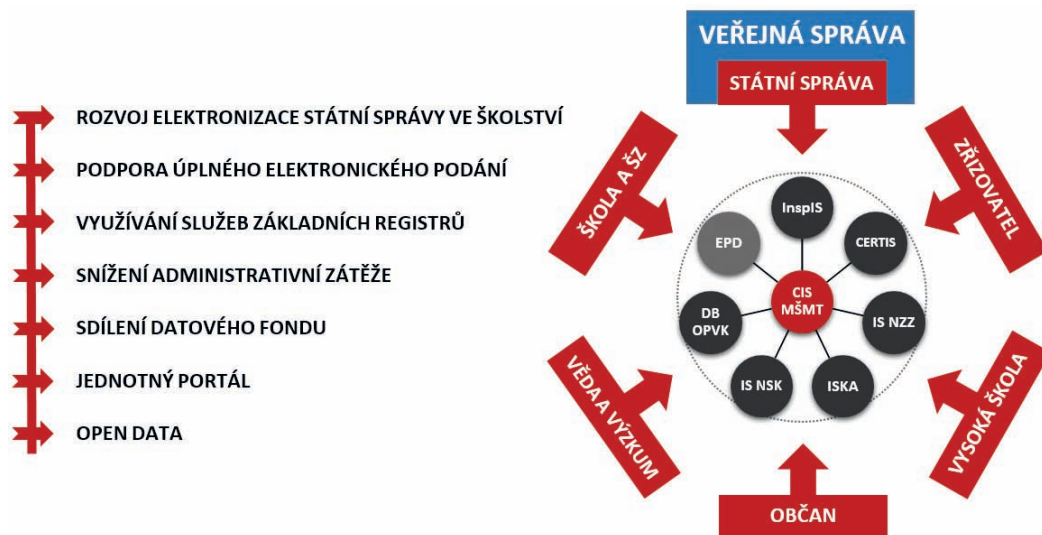 ROZVOJ ELEKTRONIZACE STÁTNÍ SPRÁVY VE ŠKOLSTVÍ
PODPORA ÚPLNÉHO ELEKTRONICKÉHO PODÁNÍ
VYUŽÍVÁNÍ SLUŽEB ZÁKLADNÍCH REGISTRŮ
SNÍŽENÍ ADMINISTRATIVNÍ ZÁTĚŽE
SDÍLENÍ DATOVÉHO FONDU
JEDNOTNÝ PORTÁL
OPEN DATA
VEŘEJNÁ SPRÁVA
STÁTNÍ SPRÁVA
ŠKOLA A ŠZ
ZŘIZOVATEL
InspIS
EPD
CERTIS
CIS
MŠMT
DB
OPVK
IS NZZ
IS NSK
ISKA
VĚDA A VÝZKUM
VYSOKÁ ŠKOLA
OBČAN